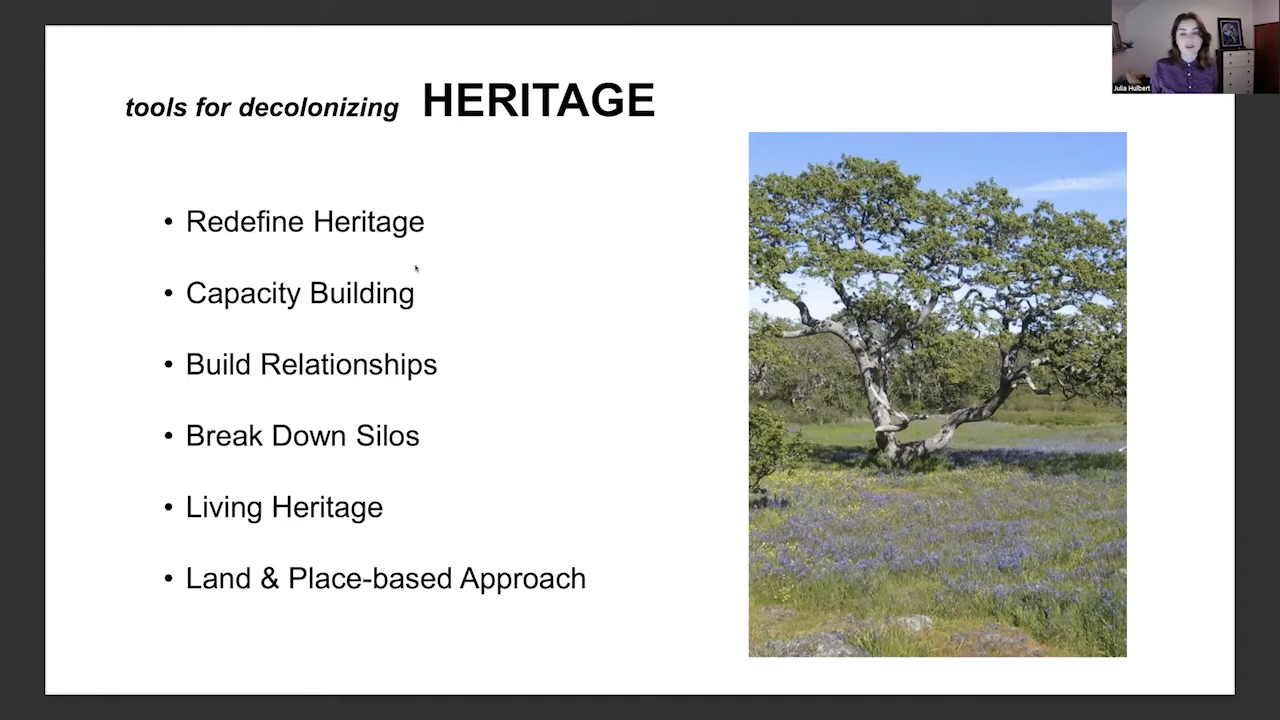 tools for decolonizing HERITAGE
Julia Hulbert
• Redefine Heritage
• Capacity Building
• Build Relationships
• Break Down Silos
• Living Heritage
• Land & Place-based Approach